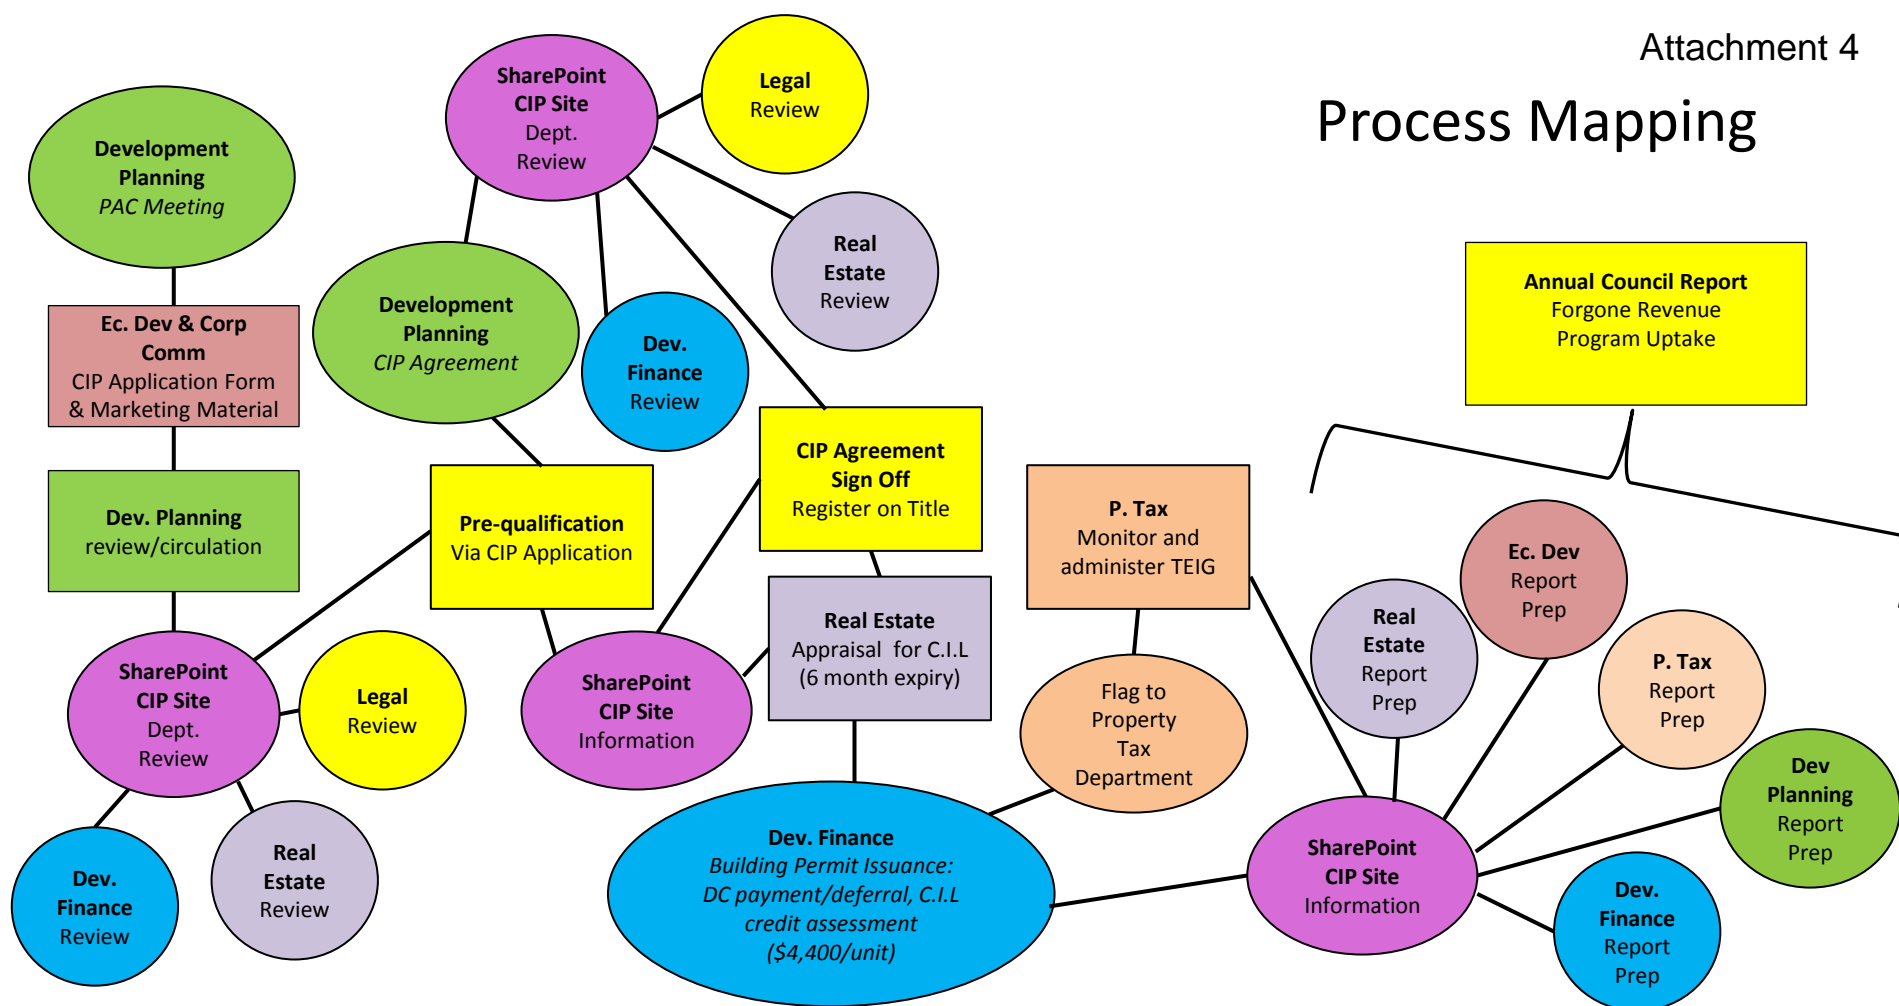 Attachment 4
Process Mapping
Development
Planning
PAC Meeting
Ec. Dev & Corp
Comm
CIP Application Form
& Marketing Material
Dev. Planning
review/circulation
SharePoint
CIP Site
Dept.
Review
Legal
Review
Dev.
Finance
Review
Real
Estate
Review
Pre-qualification
Via CIP Application
Development
Planning
CIP Agreement
SharePoint
CIP Site
Dept.
Review
Legal
Review
Real
Estate
Review
Dev.
Finance
Review
CIP Agreement
Sign Off
Register on Title
SharePoint
CIP Site
Information
Real Estate
Appraisal for C.I.L
(6 month expiry)
Dev. Finance
Building Permit Issuance:
DC payment/deferral, C.I.L
credit assessment
($4,400/unit)
Flag to
Property
Tax
Department
P. Tax
Monitor and
administer TEIG
SharePoint
CIP Site
Information
Real
Estate
Report
Prep
Ec. Dev
Report
Prep
P. Tax
Report
Prep
Dev
Planning
Report
Prep
Dev.
Finance
Report
Prep
Annual Council Report
Forgone Revenue
Program Uptake